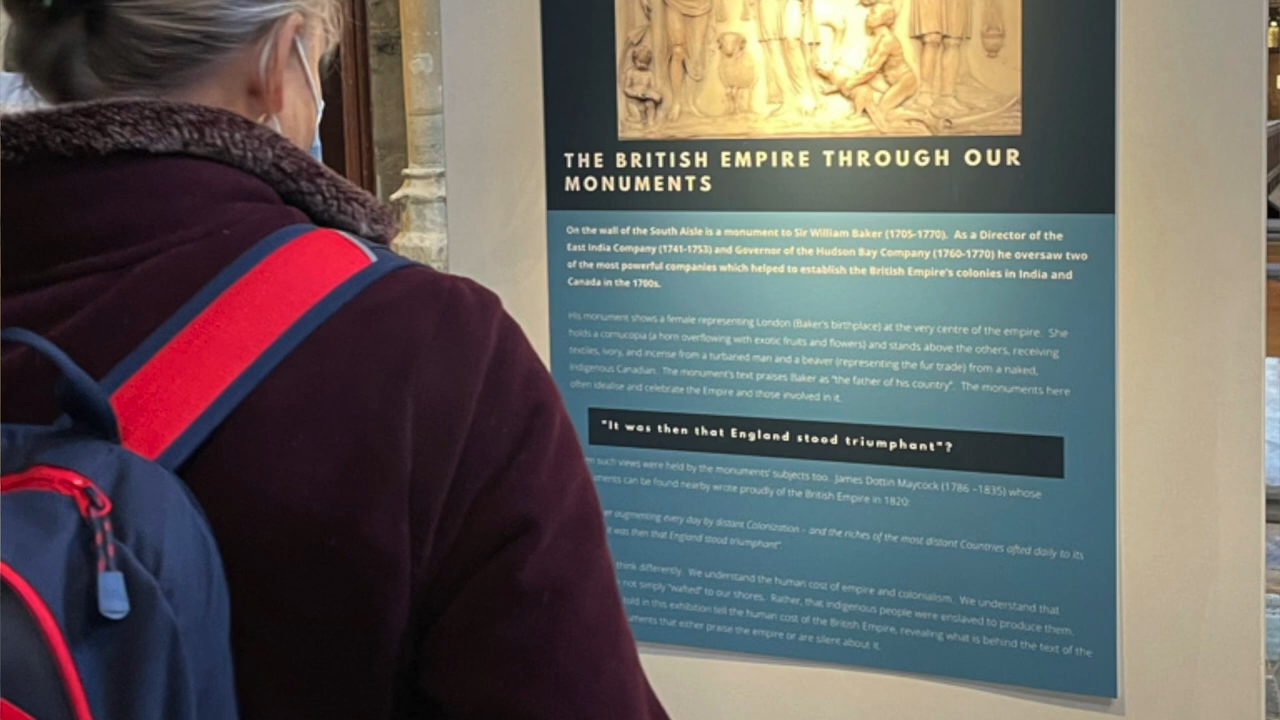 THE BRITISH EMPIRE THROUGH OUR
MONUMENTS
On the wall of the South Aisle is a monument to Sir William Baker (1705-1770). As a Director of the
East India Company (1741-1753) and Governor of the Hudson Bay Company (1760-1770) he oversaw two
of the most powerful companies which helped to establish the British Empire's colonies in India and
Canada in the 1700s.
His monument shows a female representing London (Baker's birthplace) at the very centre of the empire. She
holds a cornucopia (a horn overflowing with exotic fruits and flowers) and stands above the others, receiving
textiles, ivory, and incense from a turbaned man and a beaver (representing the fur trade) from a naked,
Indigenous Canadian. The monument's text praises Baker as "the father of his country". The monuments here
often idealise and celebrate the Empire and those involved in it.
"It was then that England stood triumphant"?
such views were held by the monuments' subjects too. James Dottin Maycock (1786 –1835) whose
can be found nearby wrote proudly of the British Empire in 1820:
augmenting every day by distant Colonization – and the riches of the most distant Countries afted daily to its
it was then that England stood triumphant".
think differently. We understand the human cost of empire and colonialism. We understand that
not simply "wafted" to our shores. Rather, that indigenous people were enslaved to produce them.
told in this exhibition tell the human cost of the British Empire, revealing what is behind the text of the
that either praise the empire or are silent about it.